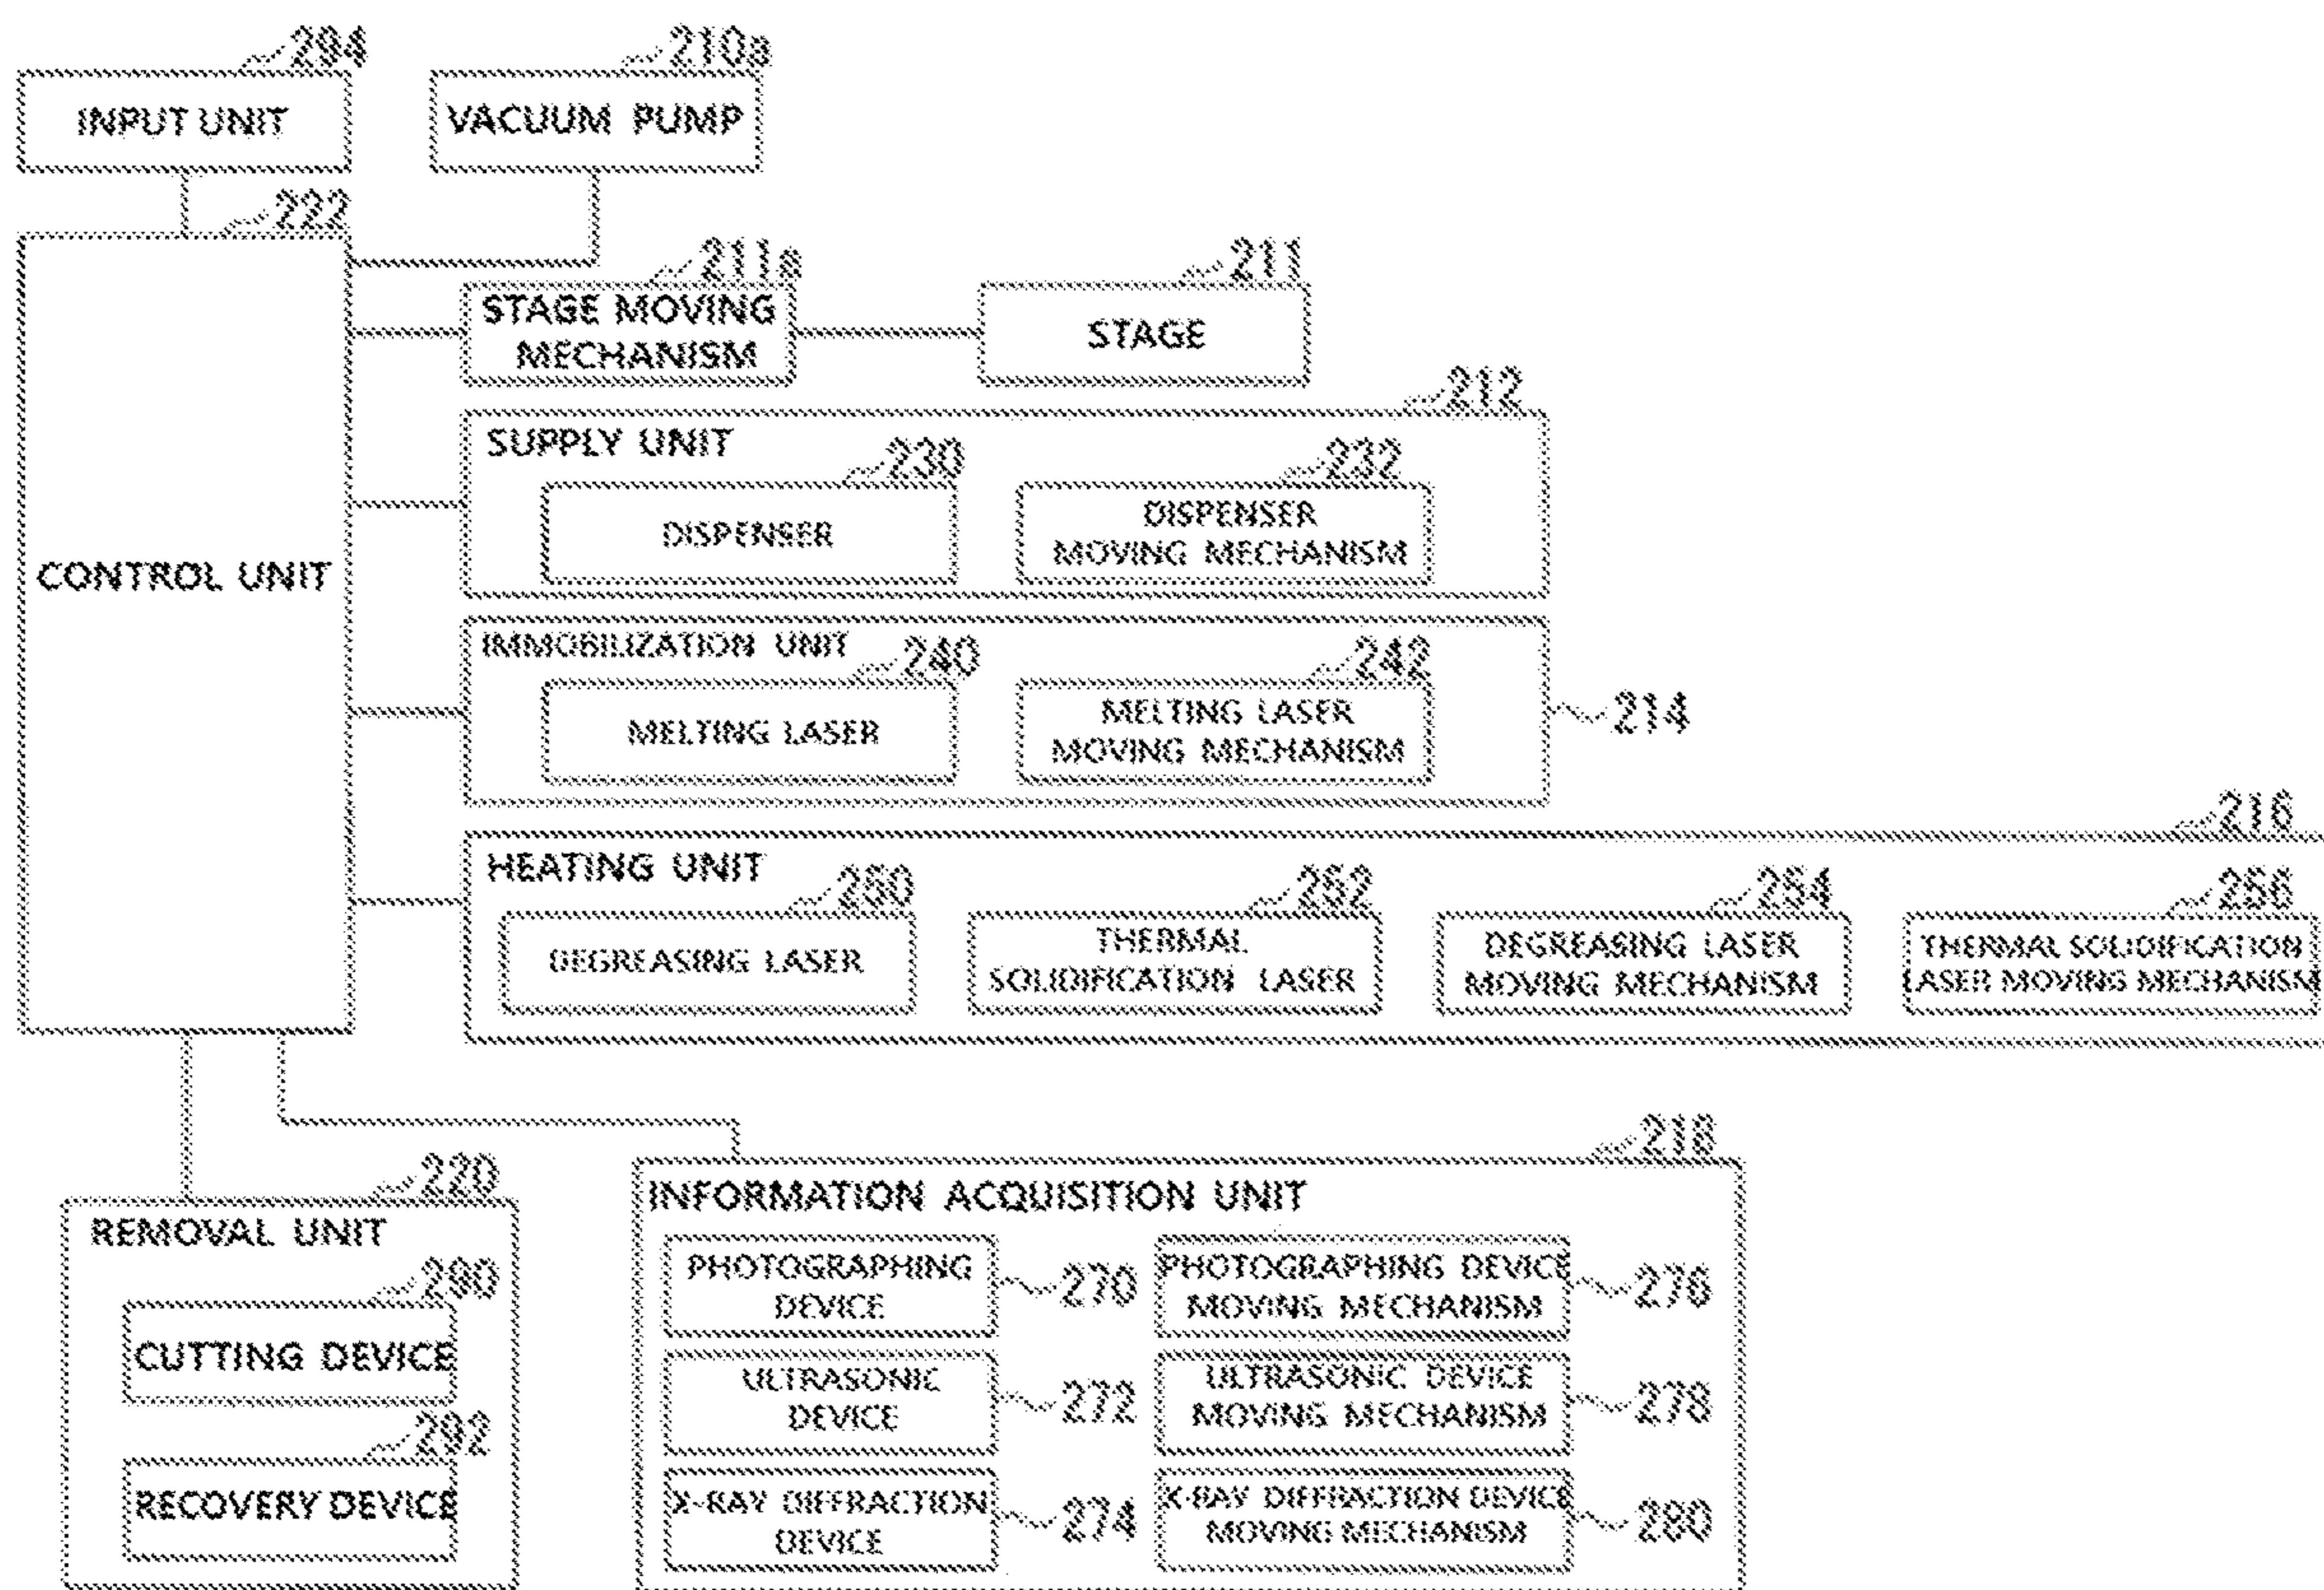 294
210a
INPUT UNIT
VACUUM PUMP
222
CONTROL UNIT
211a
211
STAGE MOVING
MECHANISM
STAGE
212
SUPPLY UNIT
230
232
DISPENSER
DISPENSER
MOVING MECHANISM
IMMOBILIZATION UNIT
240
242
MELTING LASER
MELTING LASER
MOVING MECHANISM
214
216
HEATING UNIT
250
252
254
256
DEGREASING LASER
THERMAL
SOLIDIFICATION LASER
DEGREASING LASER
MOVING MECHANISM
THERMAL SOLIDIFICATION
LASER MOVING MECHANISM
220
REMOVAL UNIT
290
CUTTING DEVICE
292
RECOVERY DEVICE
218
INFORMATION ACQUISITION UNIT
PHOTOGRAPHING
DEVICE
270
PHOTOGRAPHING DEVICE
MOVING MECHANISM
276
ULTRASONIC
DEVICE
272
ULTRASONIC DEVICE
MOVING MECHANISM
278
X-RAY DIFFRACTION
DEVICE
274
X-RAY DIFFRACTION DEVICE
MOVING MECHANISM
280